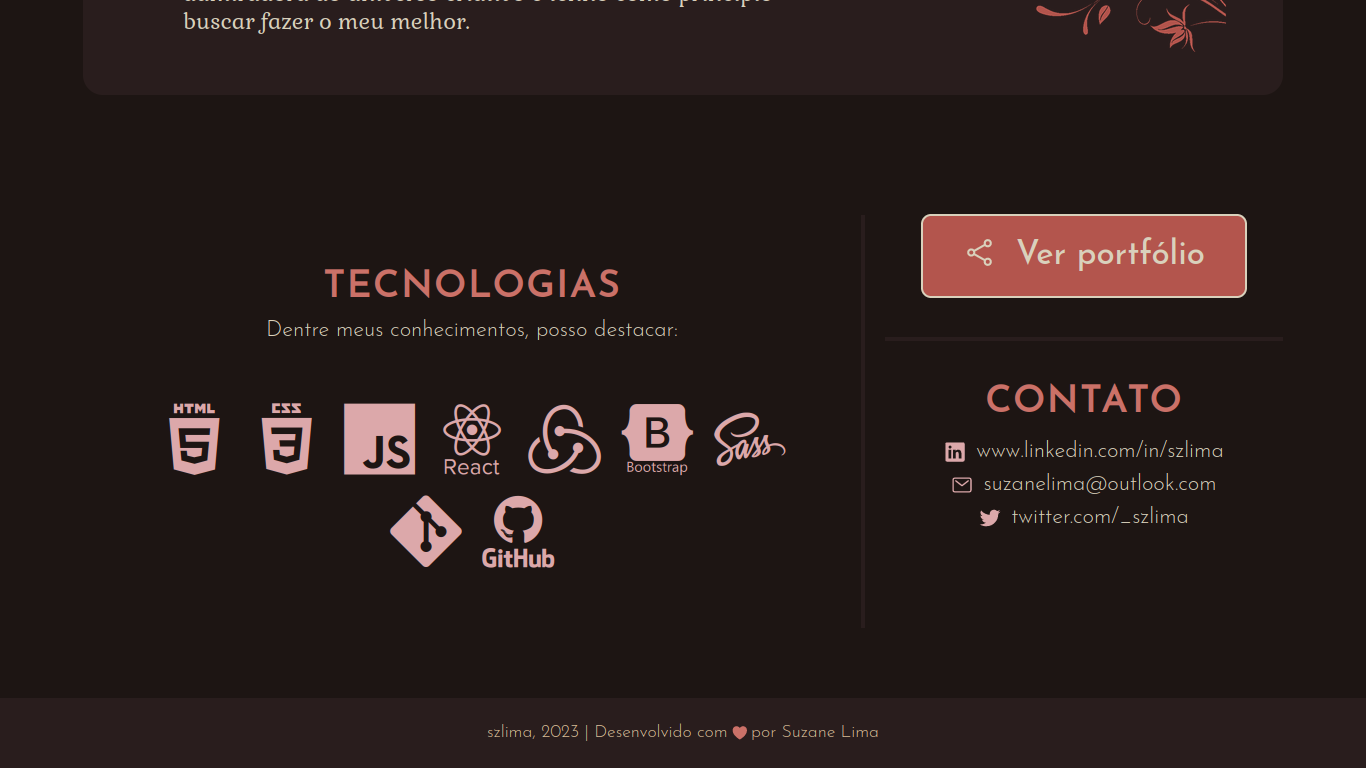 buscar fazer o meu melhor.
TECNOLOGIAS
Dentre meus conhecimentos, posso destacar:
HTML
5
CSS
3
JS
React
B
Bootstrap
Sass
GitHub
Ver portfólio
CONTATO
in www.linkedin.com/in/szlima
suzanelima@outlook.com
twitter.com/_szlima
szlima, 2023 | Desenvolvido com ❤ por Suzane Lima